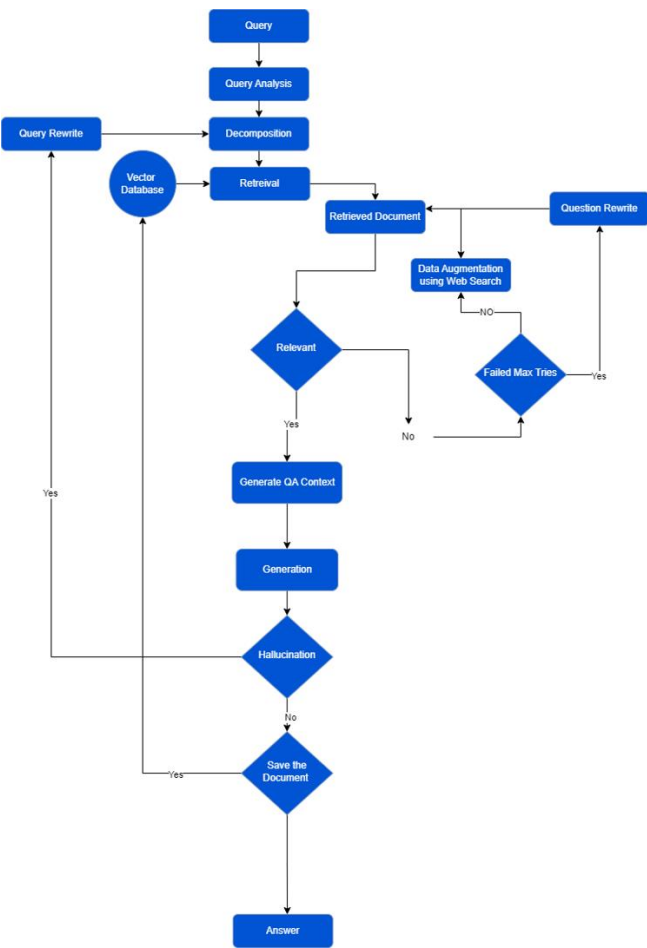 Query
Query Analysis
Query Rewrite
Decomposition
Vector
Database
Retreival
Retrieved Document
Question Rewrite
Data Augmentation
using Web Search
NO
Relevant
Failed Max Tries
Yes
No
Yes
Generate QA Context
Yes
Generation
Hallucination
No
Save the
Document
Yes
Answer